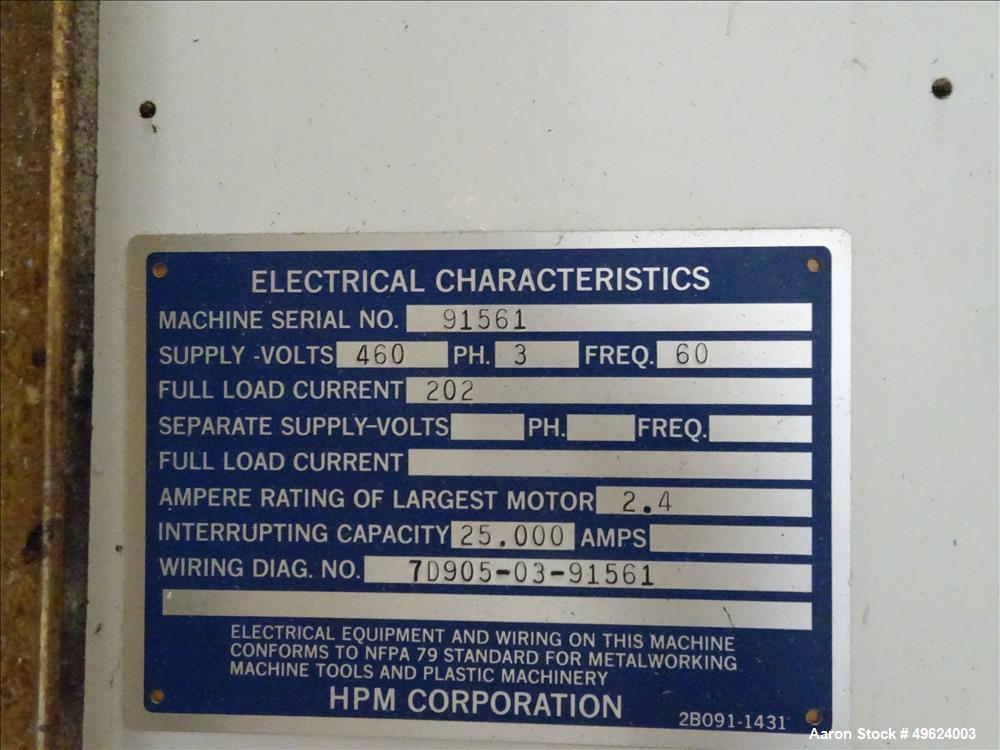 ELECTRICAL CHARACTERISTICS
MACHINE SERIAL NO. 91561
SUPPLY -VOLTS 460 PH. 3 FREQ. 60
FULL LOAD CURRENT 202
SEPARATE SUPPLY-VOLTS PH. FREQ.
FULL LOAD CURRENT
AMPERE RATING OF LARGEST MOTOR 2.4
INTERRUPTING CAPACITY 25.000 AMPS
WIRING DIAG. NO. 7D905-03-91561
ELECTRICAL EQUIPMENT AND WIRING ON THIS MACHINE
CONFORMS TO NFPA 79 STANDARD FOR METALWORKING
MACHINE TOOLS AND PLASTIC MACHINERY
HPM CORPORATION 2B091-1431
Aaron Stock # 49624003